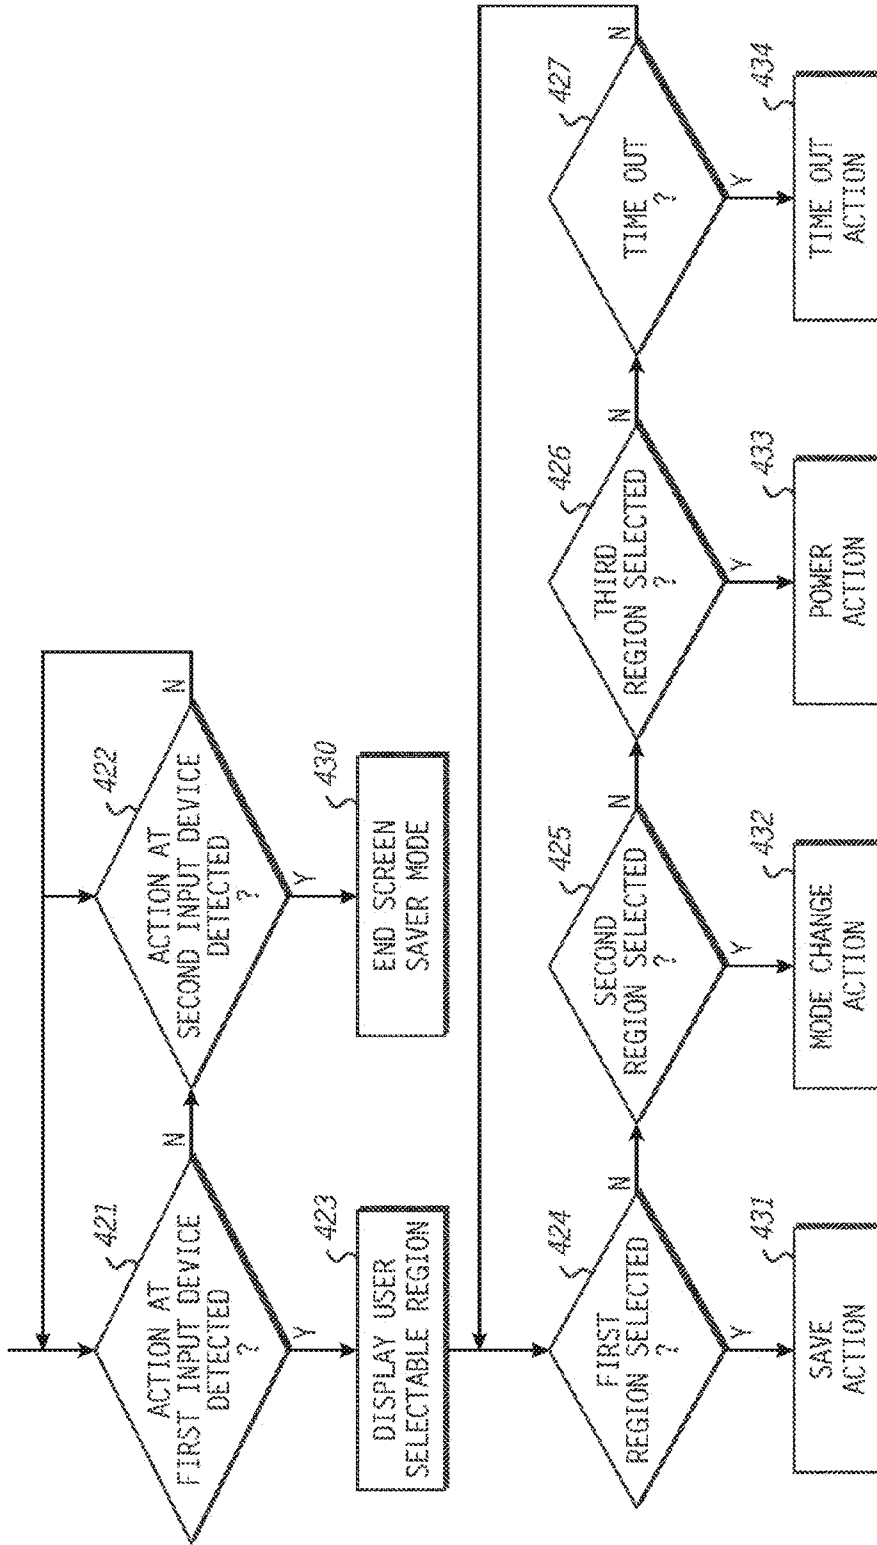 421
ACTION AT
FIRST INPUT DEVICE
DETECTED
?
N
Y
422
ACTION AT
SECOND INPUT DEVICE
DETECTED
?
N
Y
423
DISPLAY USER
SELECTABLE REGION
430
END SCREEN
SAVER MODE
424
FIRST
REGION SELECTED
?
N
Y
425
SECOND
REGION SELECTED
?
N
Y
426
THIRD
REGION SELECTED
?
N
Y
427
TIME OUT
?
N
Y
431
SAVE
ACTION
432
MODE CHANGE
ACTION
433
POWER
ACTION
434
TIME OUT
ACTION